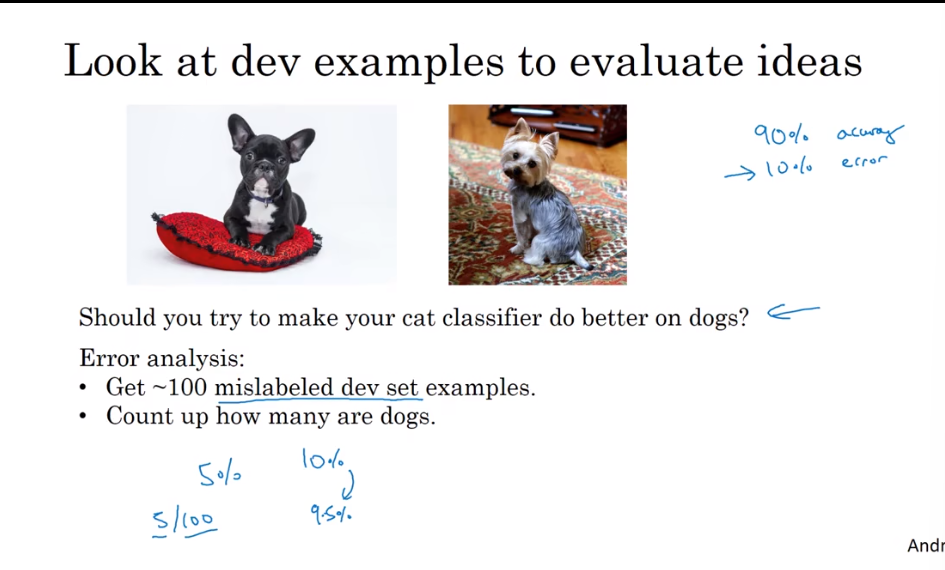 Look at dev examples to evaluate ideas
90% accuracy
→ 10% error
Should you try to make your cat classifier do better on dogs?
Error analysis:
• Get ~100 mislabeled dev set examples.
• Count up how many are dogs.
5% 10%
5/100 9.5%
Andr